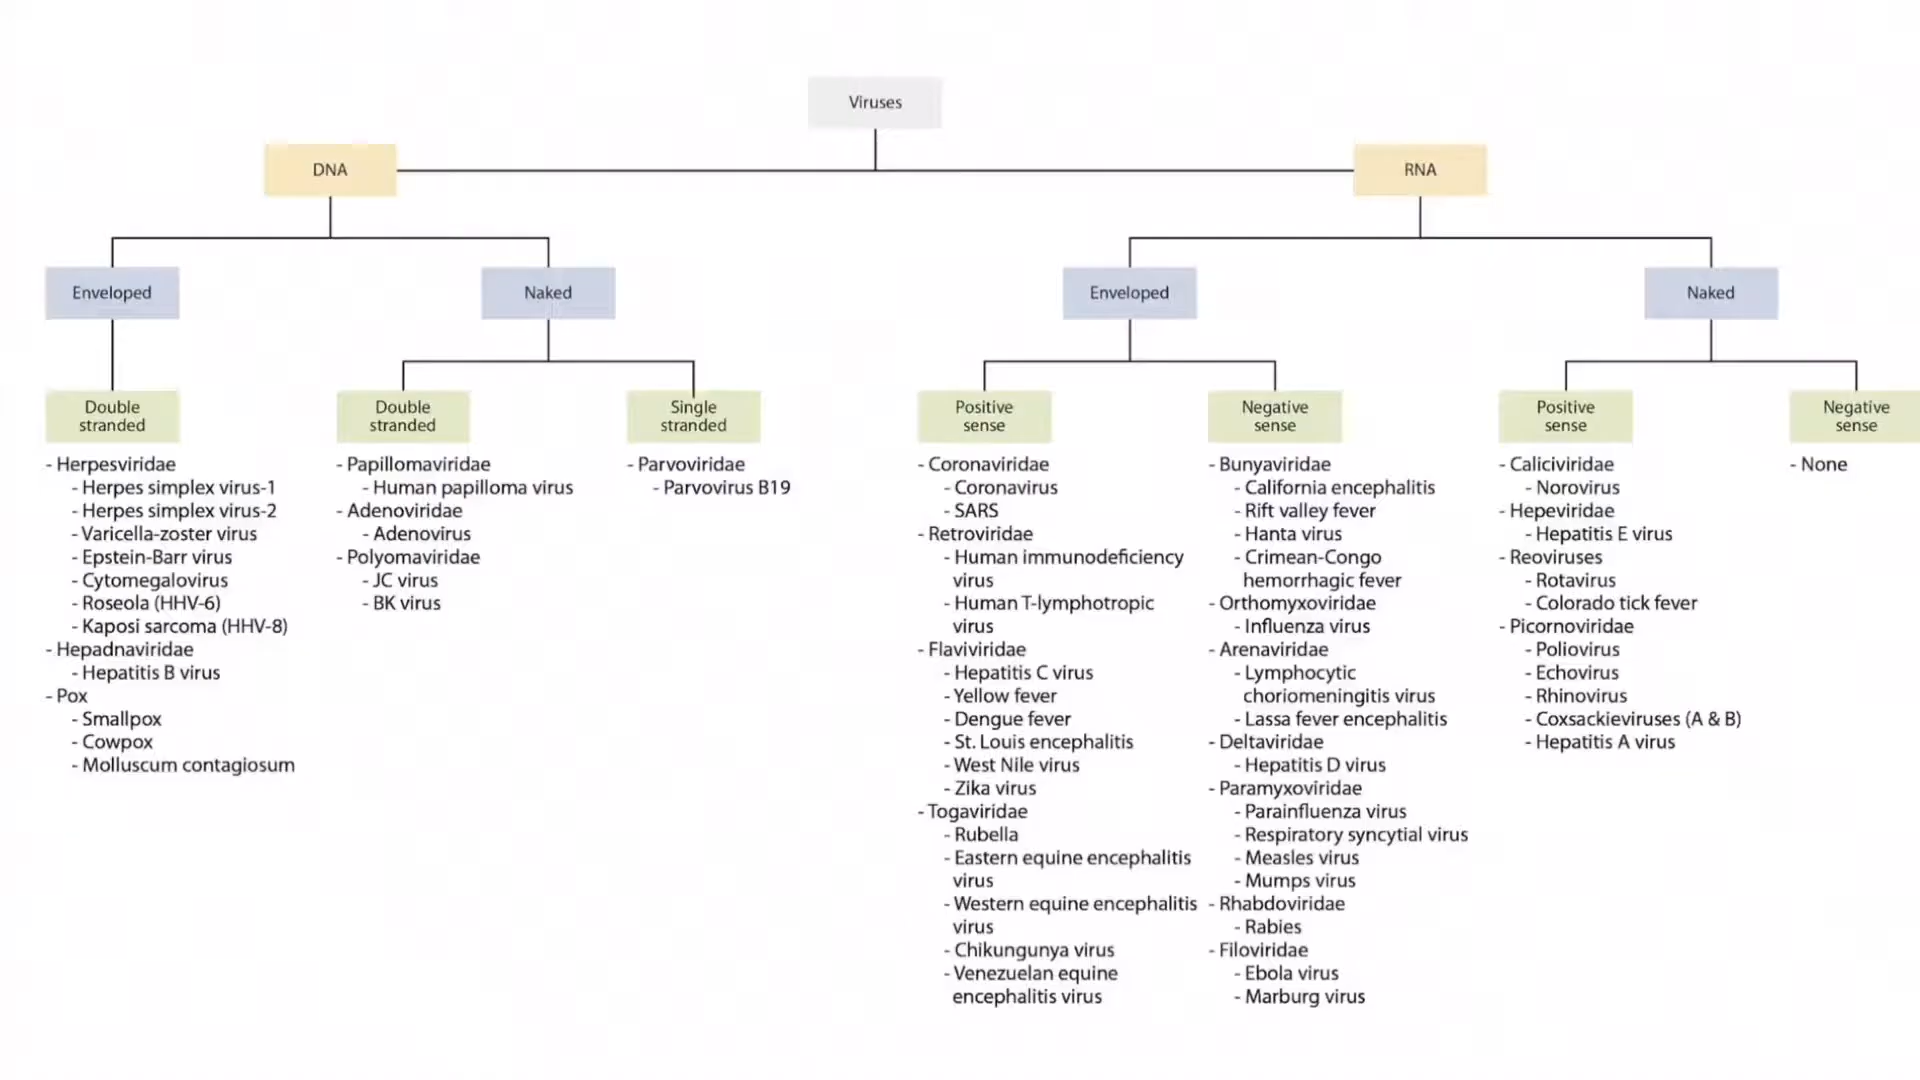 Viruses
DNA
RNA
Enveloped
Naked
Enveloped
Naked
Double
stranded
- Herpesviridae
- Herpes simplex virus-1
- Herpes simplex virus-2
- Varicella-zoster virus
- Epstein-Barr virus
- Cytomegalovirus
- Roseola (HHV-6)
- Kaposi sarcoma (HHV-8)
- Hepadnaviridae
- Hepatitis B virus
- Pox
- Smallpox
- Cowpox
- Molluscum contagiosum
Double
stranded
- Papillomaviridae
- Human papilloma virus
- Adenoviridae
- Adenovirus
- Polyomaviridae
- JC virus
- BK virus
Single
stranded
- Parvoviridae
- Parvovirus B19
Positive
sense
- Coronaviridae
- Coronavirus
- SARS
- Retroviridae
- Human immunodeficiency
virus
- Human T-lymphotropic
virus
- Flaviviridae
- Hepatitis C virus
- Yellow fever
- Dengue fever
- St. Louis encephalitis
- West Nile virus
- Zika virus
- Togaviridae
- Rubella
- Eastern equine encephalitis
virus
- Western equine encephalitis
virus
- Chikungunya virus
- Venezuelan equine
encephalitis virus
Negative
sense
- Bunyaviridae
- California encephalitis
- Rift valley fever
- Hanta virus
- Crimean-Congo
hemorrhagic fever
- Orthomyxoviridae
- Influenza virus
- Arenaviridae
- Lymphocytic
choriomeningitis virus
- Lassa fever encephalitis
- Deltaviridae
- Hepatitis D virus
- Paramyxoviridae
- Parainfluenza virus
- Respiratory syncytial virus
- Measles virus
- Mumps virus
- Rhabdoviridae
- Rabies
- Filoviridae
- Ebola virus
- Marburg virus
Positive
sense
- Caliciviridae
- Norovirus
- Hepeviridae
- Hepatitis E virus
- Reoviruses
- Rotavirus
- Colorado tick fever
- Picornoviridae
- Poliovirus
- Echovirus
- Rhinovirus
- Coxsackieviruses (A & B)
- Hepatitis A virus
Negative
sense
- None